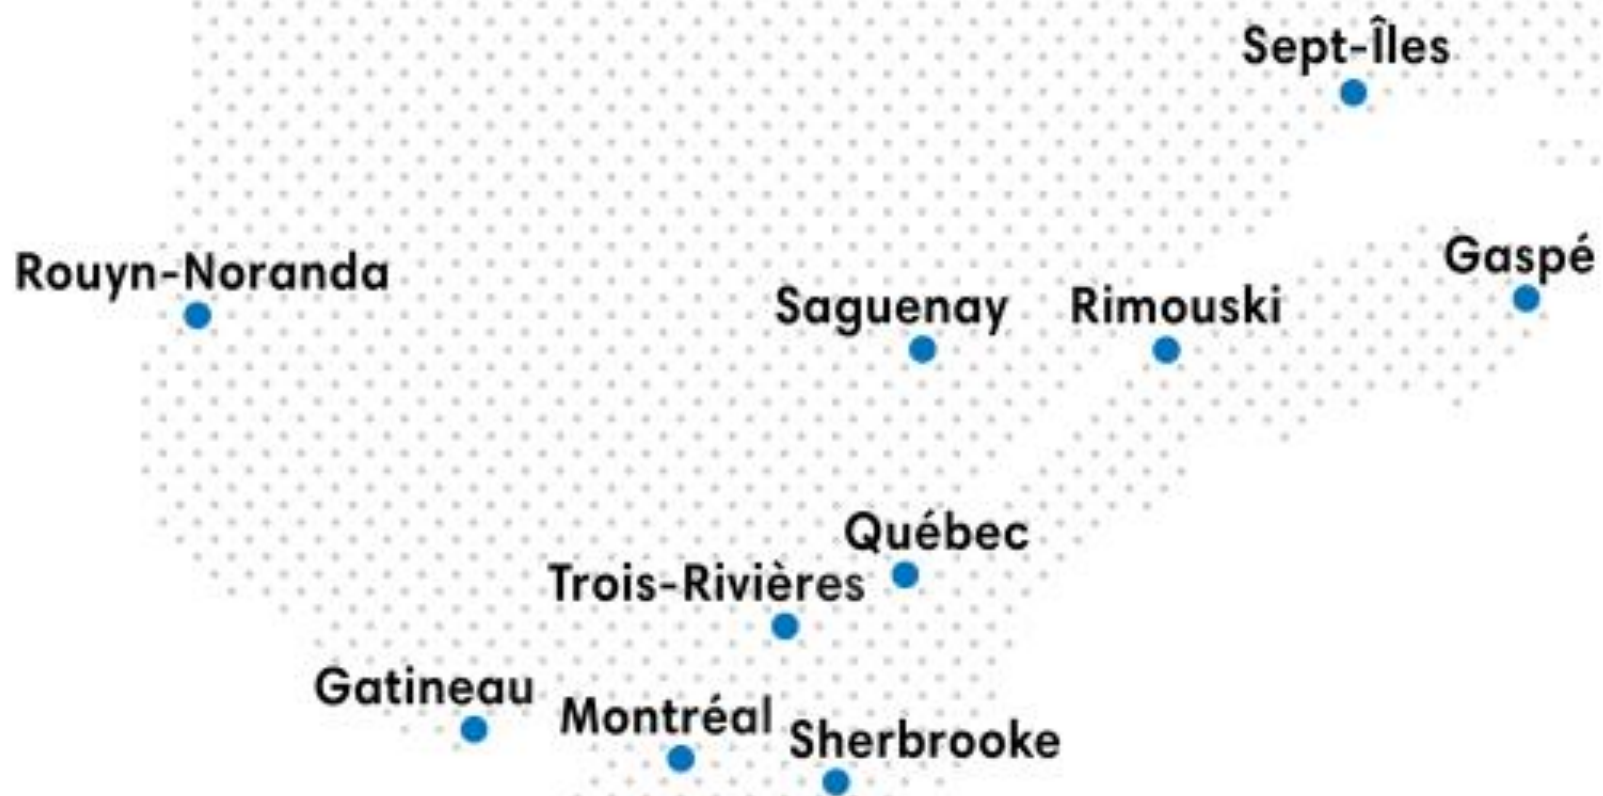 Sept-Îles
Gaspé
Rouyn-Noranda
Saguenay
Rimouski
Québec
Trois-Rivières
Gatineau
Montréal
Sherbrooke